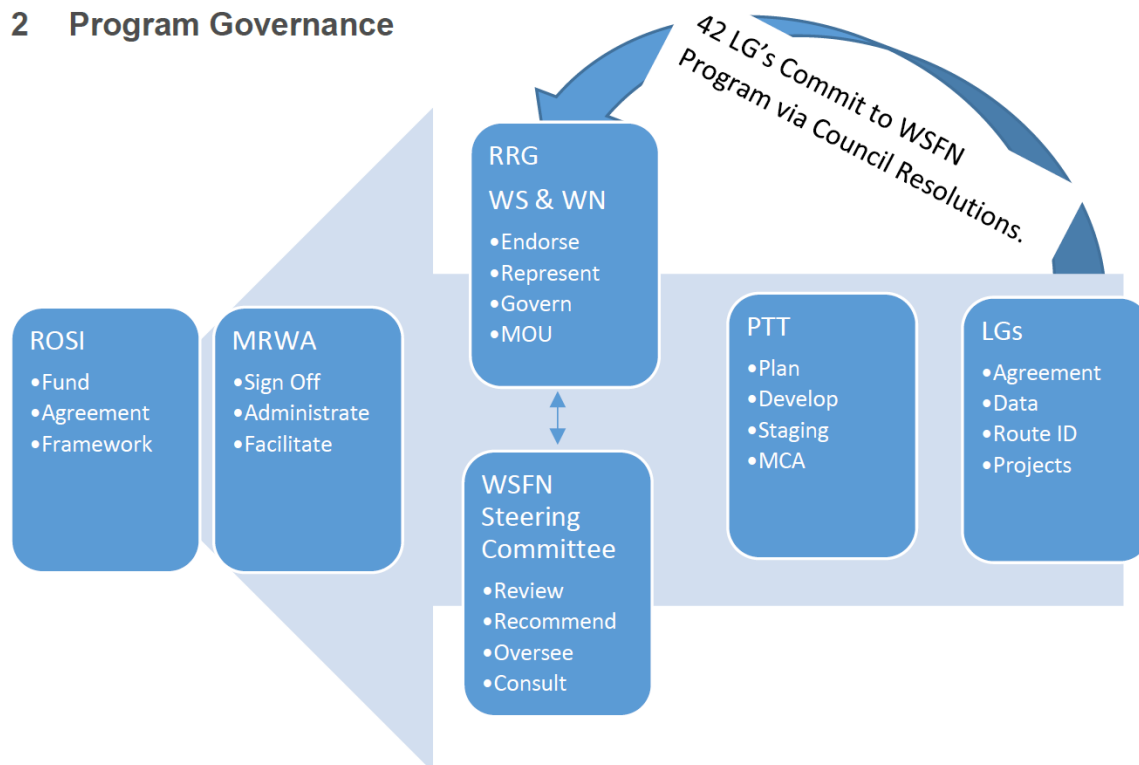 2 Program Governance
42 LG's Commit to WSFN
Program via Council Resolutions.
RRG
WS & WN
•Endorse
•Represent
•Govern
•MOU
ROSI
•Fund
•Agreement
•Framework
MRWA
•Sign Off
•Administrate
•Facilitate
WSFN
Steering
Committee
•Review
•Recommend
•Oversee
•Consult
PTT
•Plan
•Develop
•Staging
•MCA
LGs
•Agreement
•Data
•Route ID
•Projects